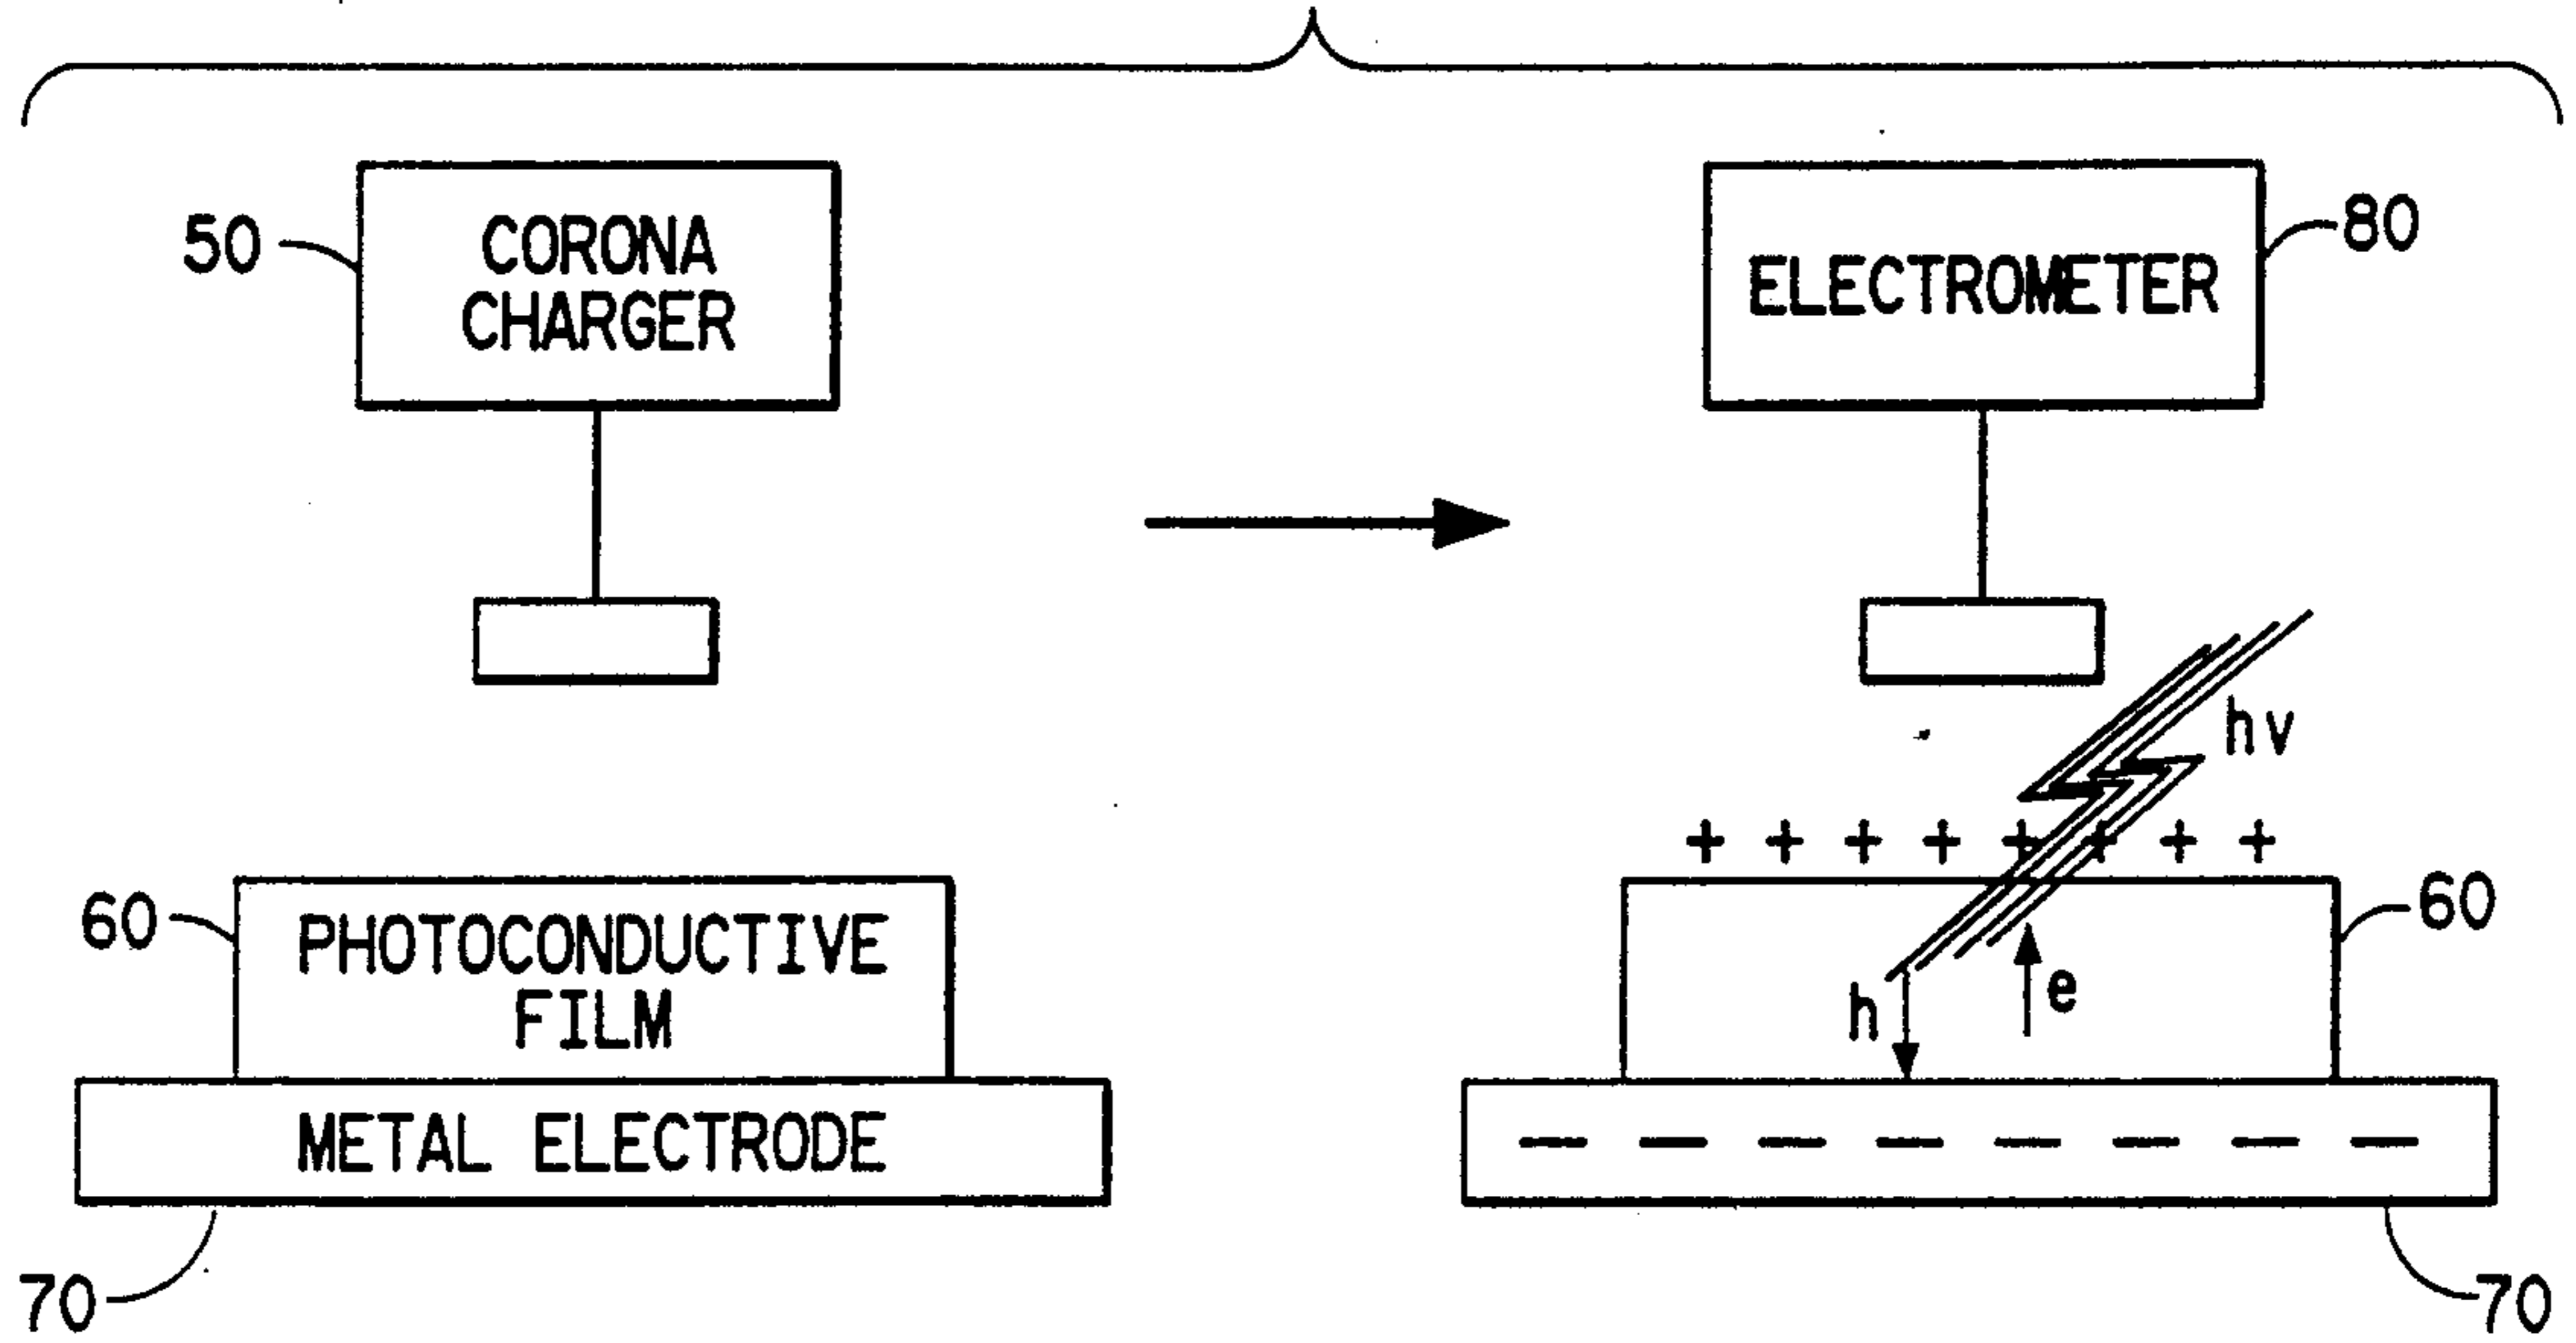 50
CORONA
CHARGER
ELECTROMETER
80
hv
+ + + + + + + +
60
PHOTOCONDUCTIVE
FILM
60
h
e
METAL ELECTRODE
— — — — — — — —
70
70